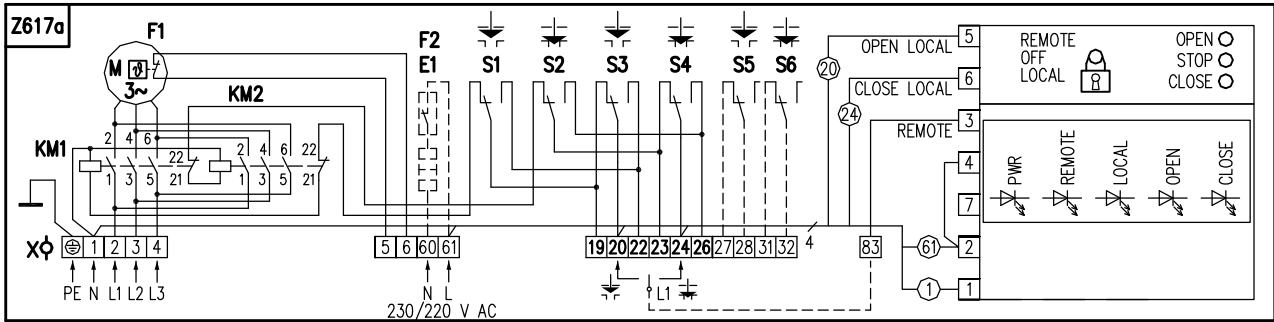 Z617a
F1
M ϑ
3~
KM2
KM1
2 4 6
22
2 4 6 22
1 3 5
21
1 3 5 21
F2
E1
S1 S2 S3 S4 S5 S6
X
1 2 3 4
5 6 60 61
19 20 22 23 24 26 27 28 31 32
4
83
PE N L1 L2 L3
N L
230/220 V AC
L1
20
24
61
1
OPEN LOCAL 5
CLOSE LOCAL 6
REMOTE 3
4
7
2
1
REMOTE
OFF
LOCAL
OPEN
STOP
CLOSE
PWR
REMOTE
LOCAL
OPEN
CLOSE